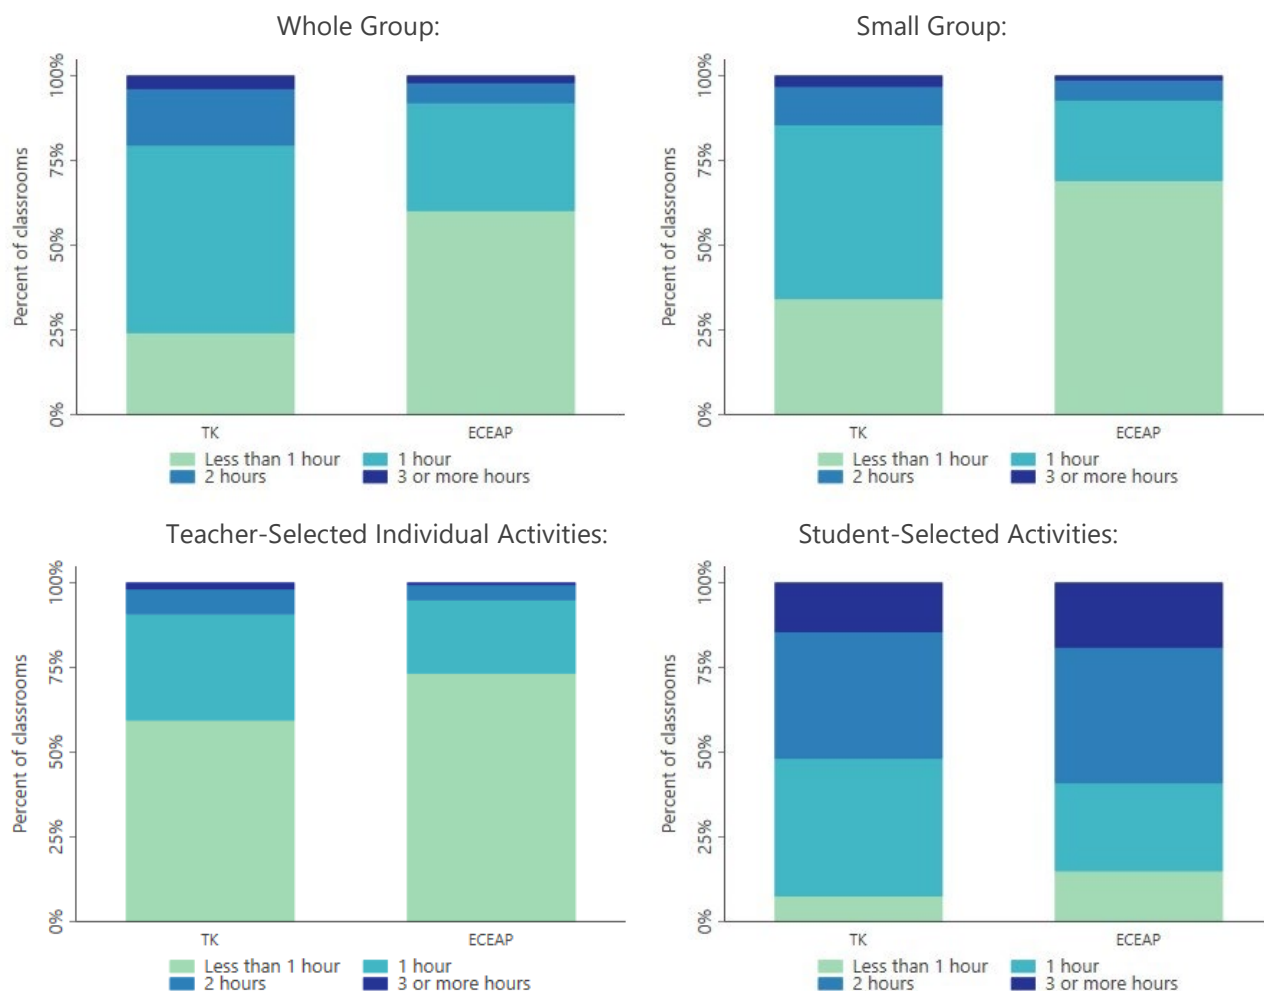 Whole Group:
Percent of classrooms
100%
75%
50%
25%
0%
TK ECEAP
Less than 1 hour 1 hour
2 hours 3 or more hours
Small Group:
Percent of classrooms
100%
75%
50%
25%
0%
TK ECEAP
Less than 1 hour 1 hour
2 hours 3 or more hours
Teacher-Selected Individual Activities:
Percent of classrooms
100%
75%
50%
25%
0%
TK ECEAP
Less than 1 hour 1 hour
2 hours 3 or more hours
Student-Selected Activities:
Percent of classrooms
100%
75%
50%
25%
0%
TK ECEAP
Less than 1 hour 1 hour
2 hours 3 or more hours